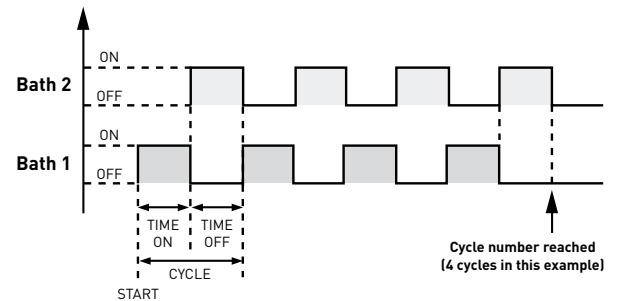 ON
Bath 2
OFF
ON
Bath 1
OFF
TIME ON
TIME OFF
CYCLE
START
Cycle number reached
(4 cycles in this example)